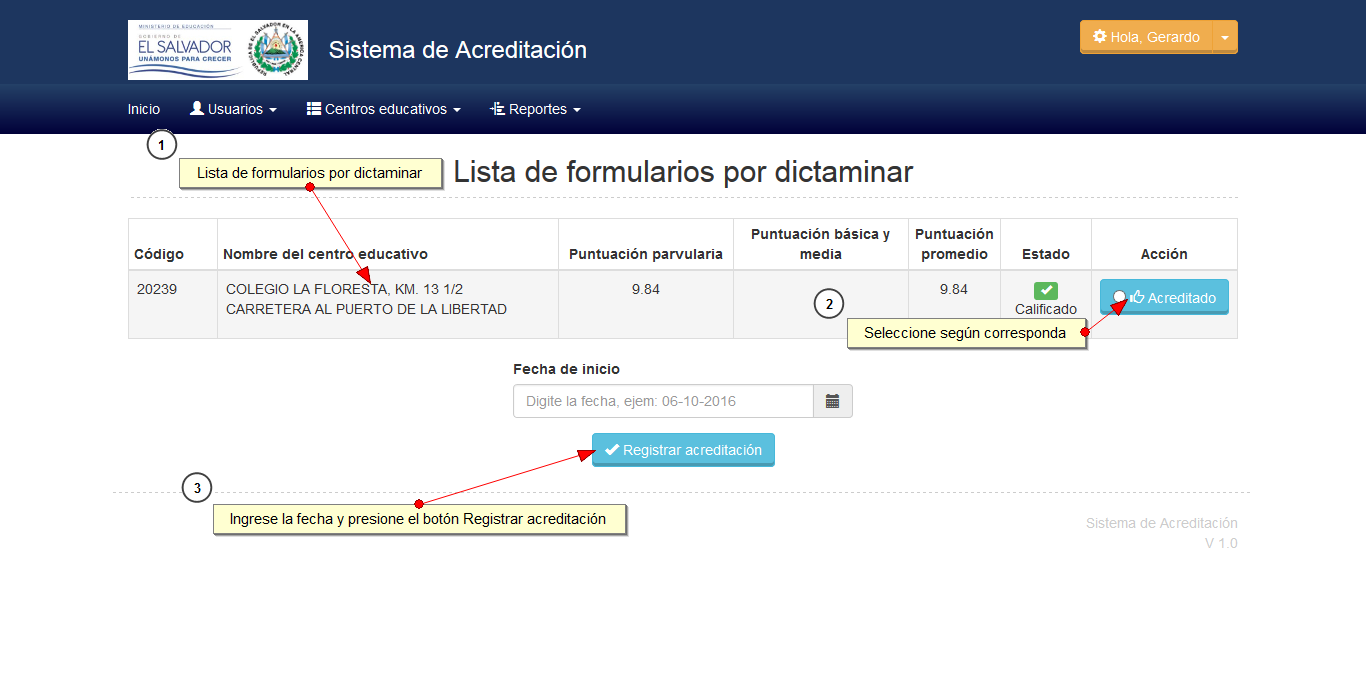 MINISTERIO DE EDUCACIÓN
GOBIERNO DE
EL SALVADOR
UNÁMONOS PARA CRECER
REPUBLICA DE EL SALVADOR EN LA AMERICA CENTRAL
Sistema de Acreditación
Hola, Gerardo
Inicio
Usuarios
Centros educativos
Reportes
1
Lista de formularios por dictaminar
Lista de formularios por dictaminar
Código
Nombre del centro educativo
Puntuación parvularia
Puntuación básica y
media
Puntuación
promedio
Estado
Acción
20239
COLEGIO LA FLORESTA, KM. 13 1/2
CARRETERA AL PUERTO DE LA LIBERTAD
9.84
9.84
Calificado
Acreditado
2
Seleccione según corresponda
Fecha de inicio
Digite la fecha, ejem: 06-10-2016
Registrar acreditación
3
Ingrese la fecha y presione el botón Registrar acreditación
Sistema de Acreditación
V 1.0